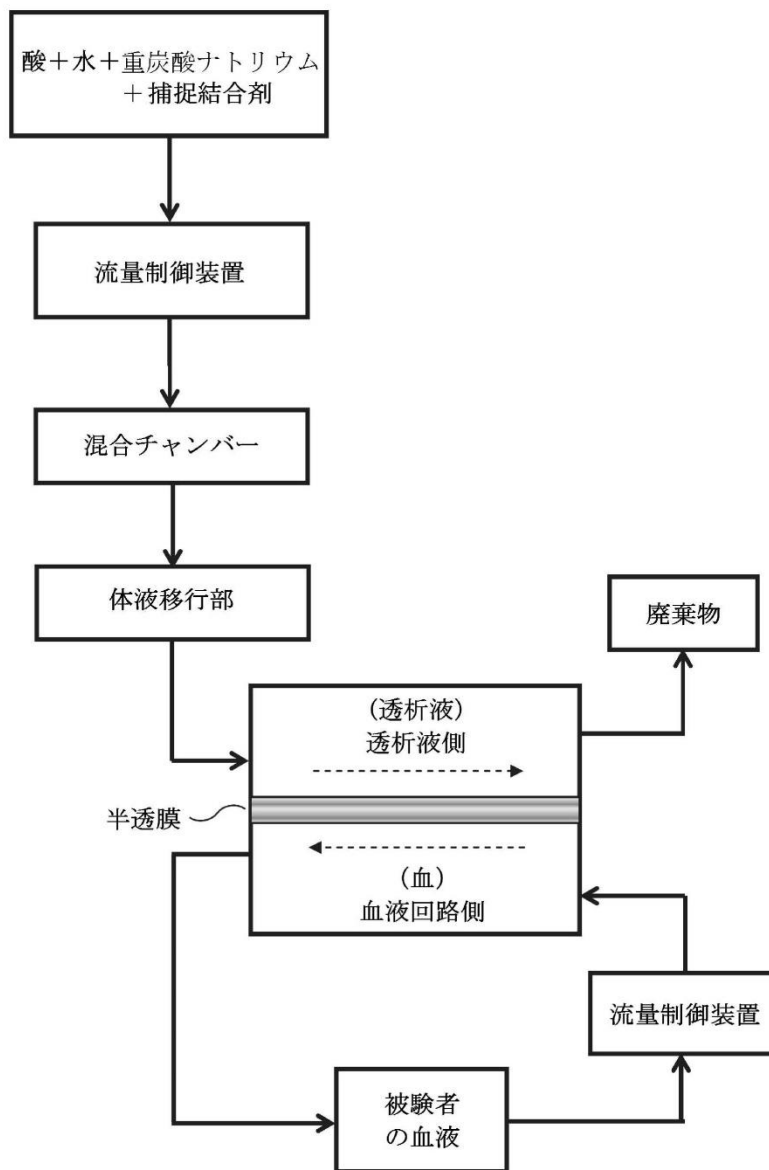 酸＋水＋重炭酸ナトリウム
＋捕捉結合剤
流量制御装置
混合チャンバー
体液移行部
廃棄物
(透析液)
透析液側
半透膜
(血)
血液回路側
流量制御装置
被験者
の血液